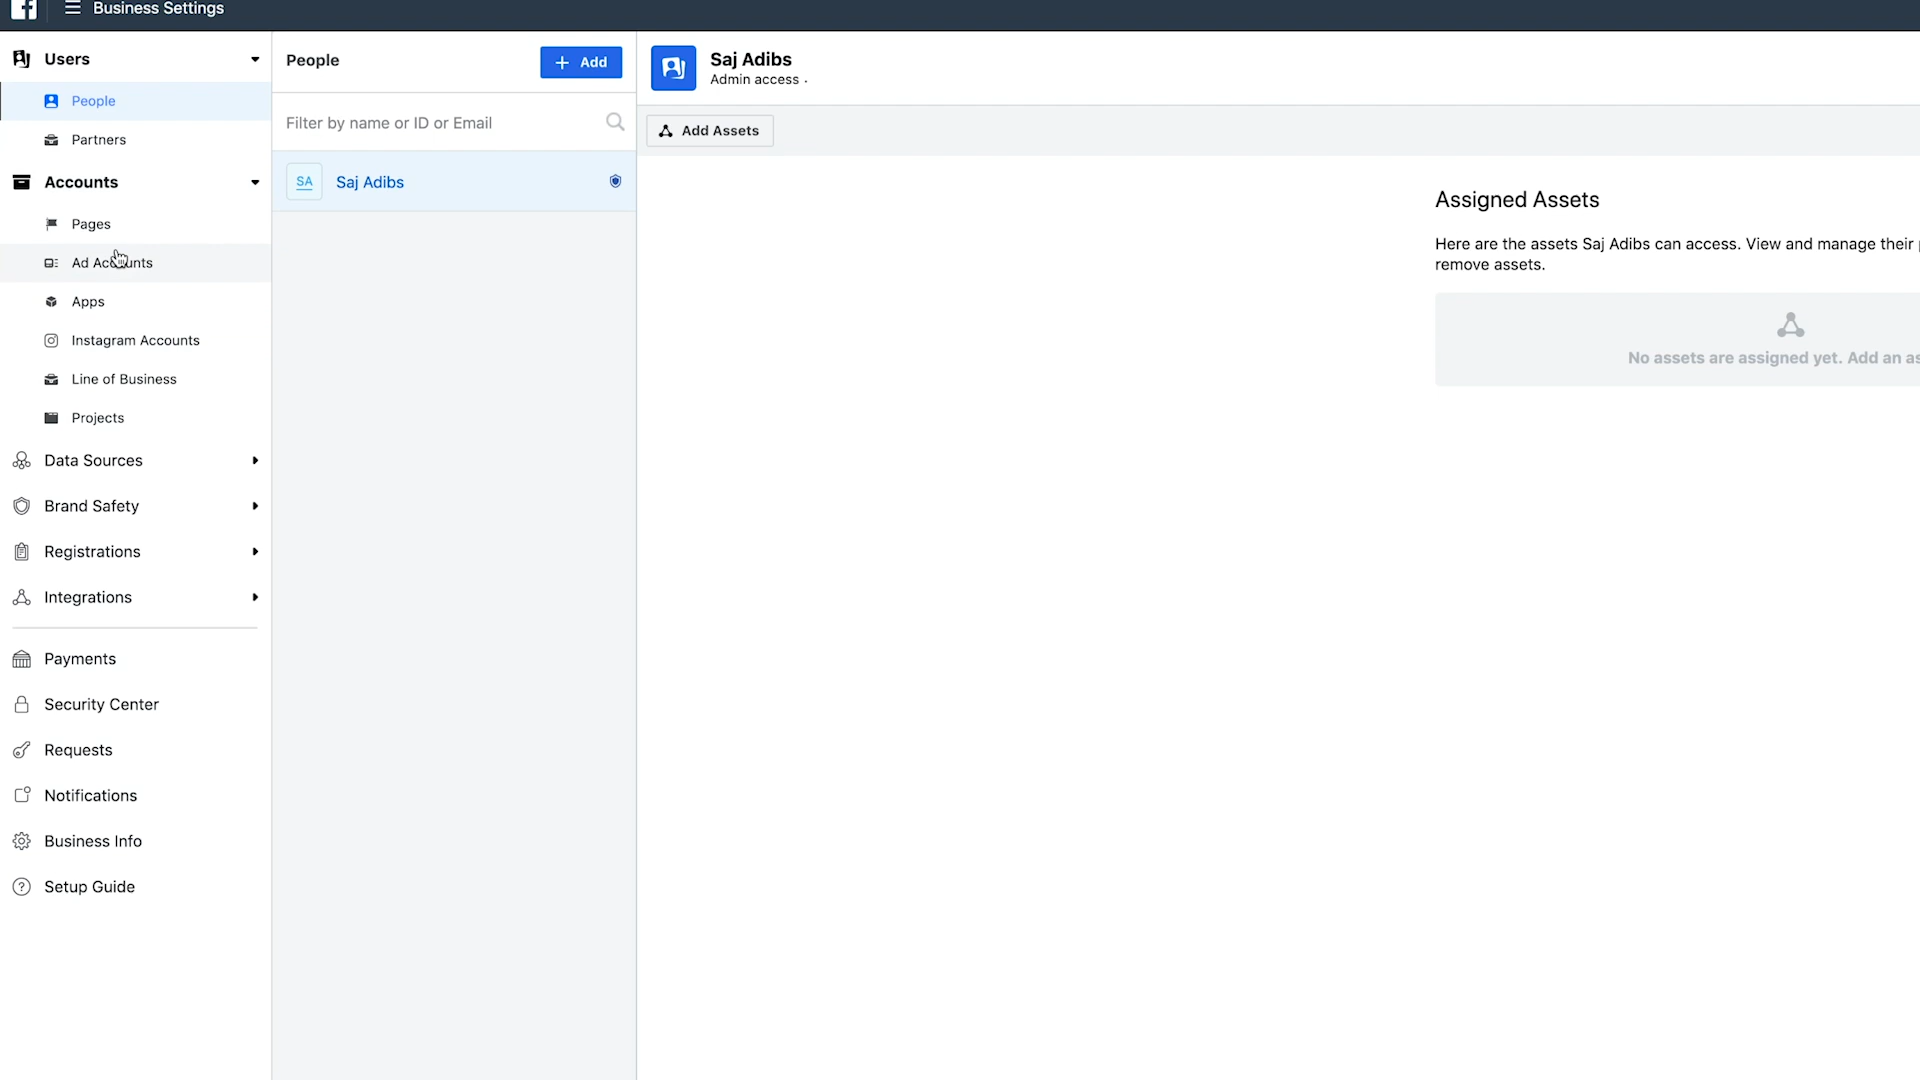 Business Settings
Users
People
Partners
Accounts
Pages
Ad Accounts
Apps
Instagram Accounts
Line of Business
Projects
Data Sources
Brand Safety
Registrations
Integrations
Payments
Security Center
Requests
Notifications
Business Info
Setup Guide
People
+ Add
Filter by name or ID or Email
SA Saj Adibs
Saj Adibs
Admin access ·
Add Assets
Assigned Assets
Here are the assets Saj Adibs can access. View and manage their
remove assets.
No assets are assigned yet. Add an